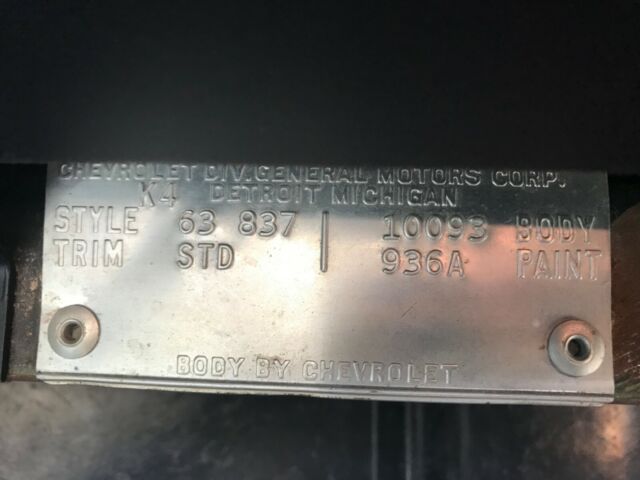 CHEVROLET DIV. GENERAL MOTORS CORP.
K4 DETROIT MICHIGAN
STYLE 63 837 | 10093 BODY
TRIM STD | 936A PAINT
BODY BY CHEVROLET